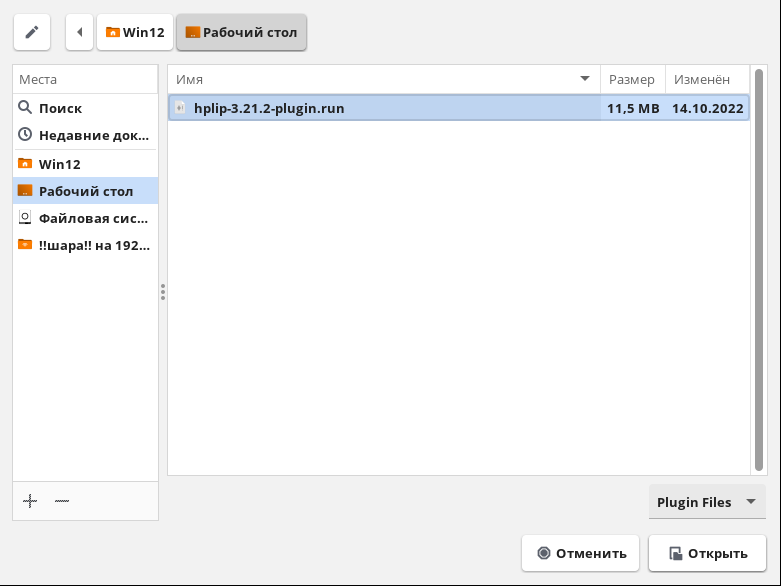 Win12
Рабочий стол
Места
Поиск
Недавние док...
Win12
Рабочий стол
Файловая сис...
!!шара!! на 192...
Имя Размер Изменён
hplip-3.21.2-plugin.run 11,5 MB 14.10.2022
Plugin Files
Отменить Открыть